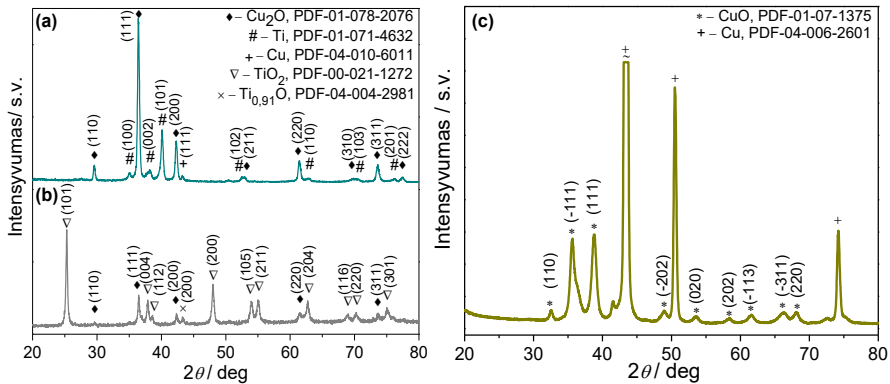 (a)
♦– Cu₂O, PDF-01-078-2076
#– Ti, PDF-01-071-4632
+– Cu, PDF-04-010-6011
▽– TiO₂, PDF-00-021-1272
×– Ti₀,₉₁O, PDF-04-004-2981
(110)
(100)
(111)
(002)
(101)
(200)
(111)
(102)
(211)
(220)
(110)
(310)
(103)
(311)
(201)
(222)
Intensyvumas/ s.v.
(b)
(101)
(110)
(111)
(004)
(112)
(200)
(200)
(200)
(105)
(211)
(220)
(204)
(116)
(220)
(311)
(301)
20 30 40 50 60 70 80
2θ/ deg
(c)
*– CuO, PDF-01-07-1375
+– Cu, PDF-04-006-2601
Intensyvumas / s.v.
(110)
(-111)
(111)
+
~
(-202)
+
(020)
(202)
(-113)
(-311)
(220)
+
20 30 40 50 60 70 80
2θ/ deg